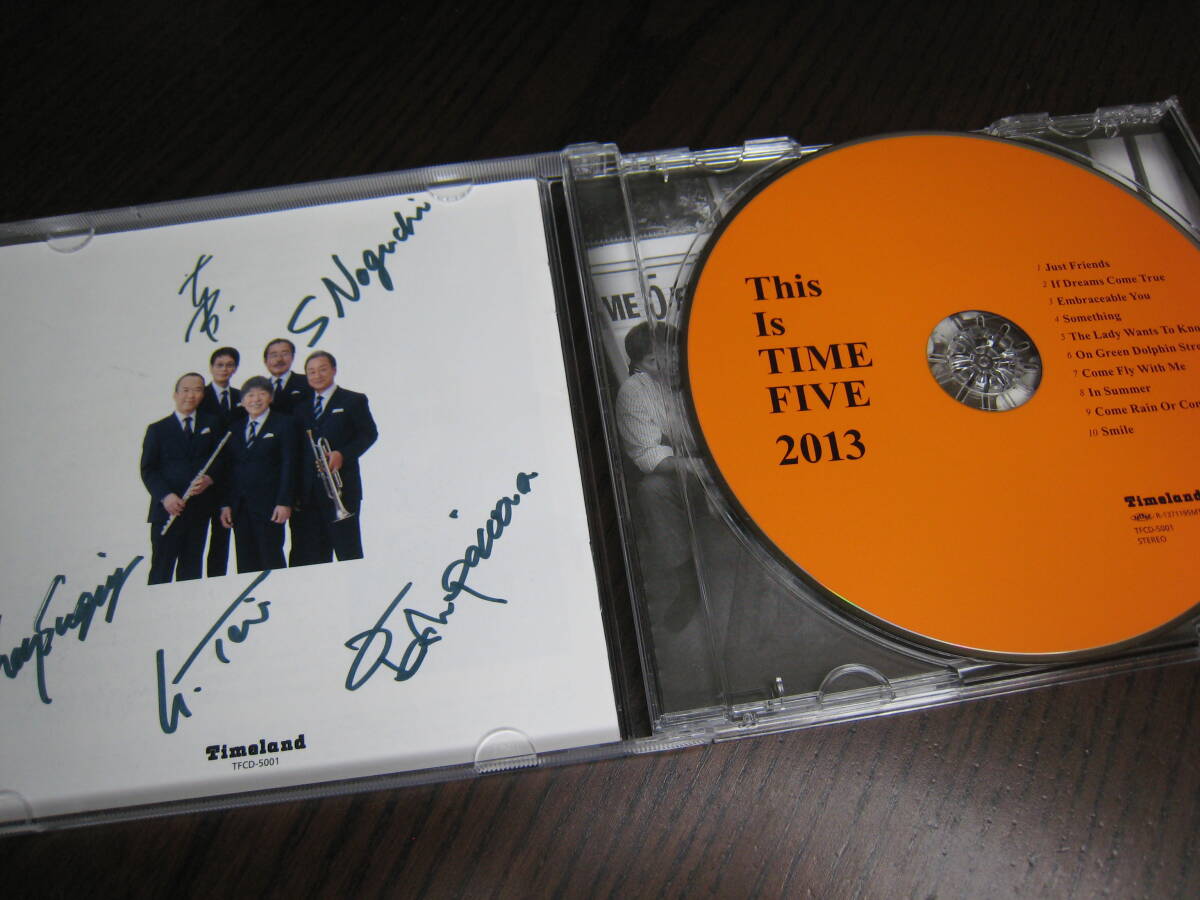 S Noguchi
Timeland
TFCD-5001
This
Is
TIME
FIVE
2013
1 Just Friends
2 If Dreams Come True
3 Embraceable You
4 Something
5 The Lady Wants To Kno
6 On Green Dolphin Stre
7 Come Fly With Me
8 In Summer
9 Come Rain Or Com
10 Smile
Timeland
R-1371195M
TFCD-5001
STEREO